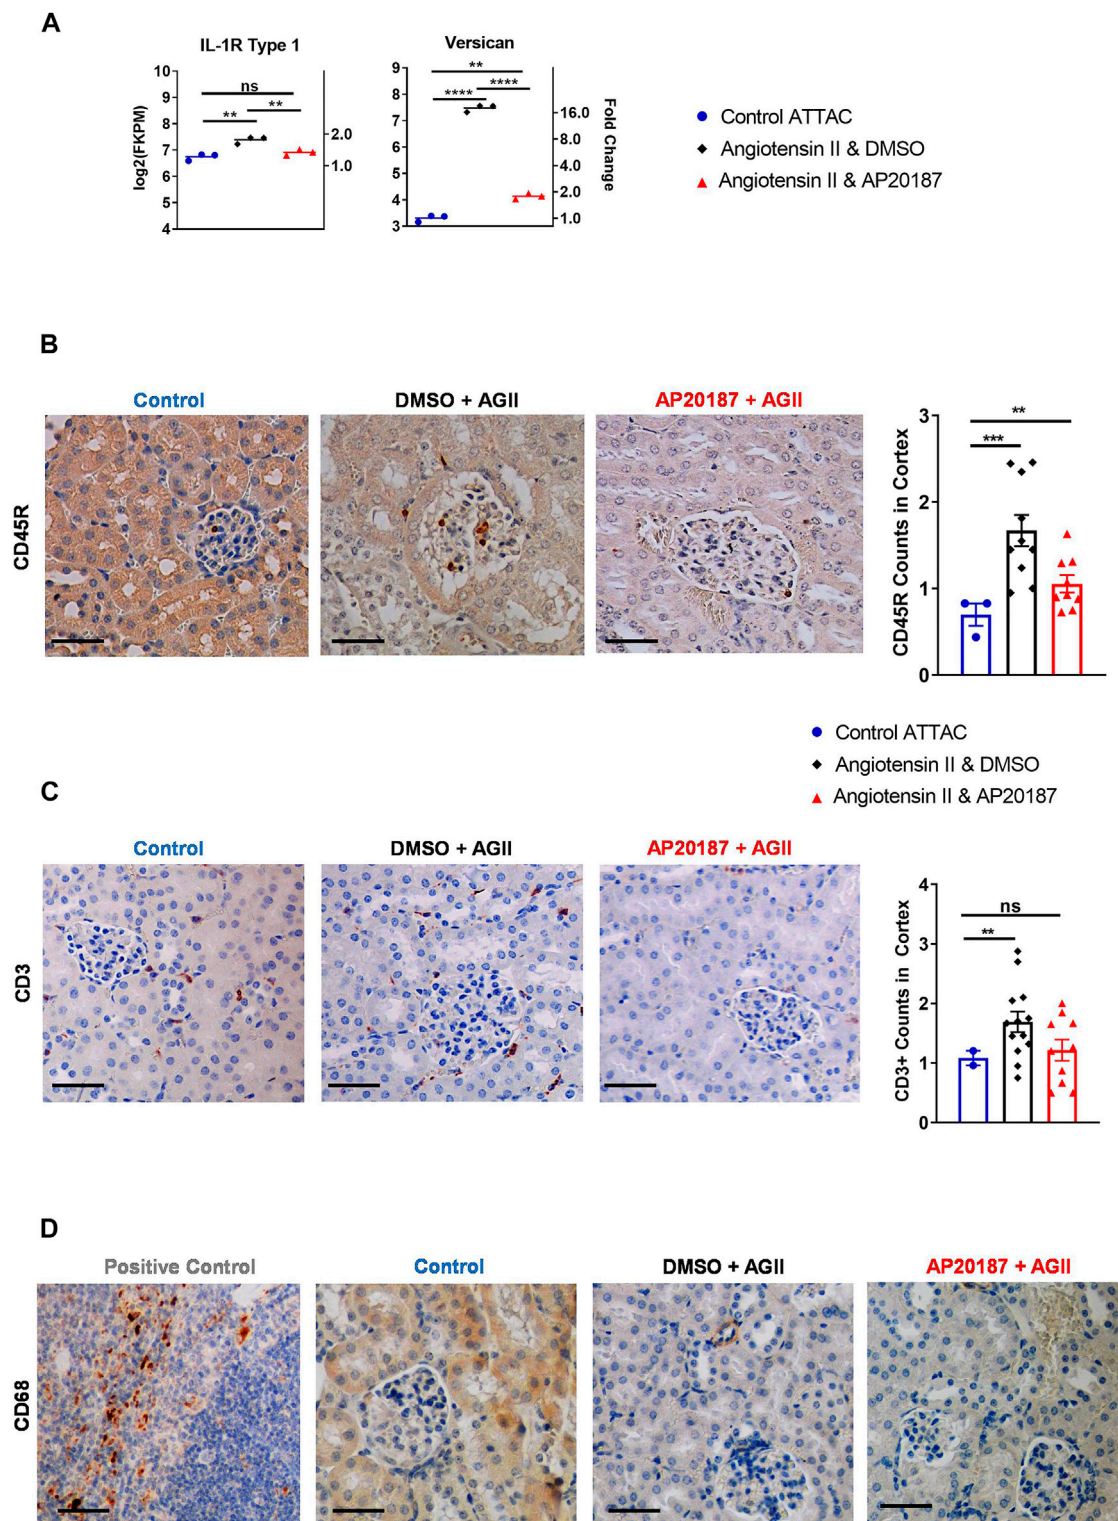 A
IL-1R Type 1
Versican
log2(FKPM)
10
9
8
7
6
5
4
ns
**
**
2.0
1.0
9
8
7
6
5
4
3
**
****
****
16.0
8.0
4.0
2.0
1.0
Fold Change
Control ATTAC
Angiotensin II & DMSO
Angiotensin II & AP20187
B
Control
DMSO + AGII
AP20187 + AGII
CD45R
CD45R Counts in Cortex
3
2
1
0
**
***
Control ATTAC
Angiotensin II & DMSO
Angiotensin II & AP20187
C
Control
DMSO + AGII
AP20187 + AGII
CD3
CD3+ Counts in Cortex
4
3
2
1
0
ns
**
D
Positive Control
Control
DMSO + AGII
AP20187 + AGII
CD68